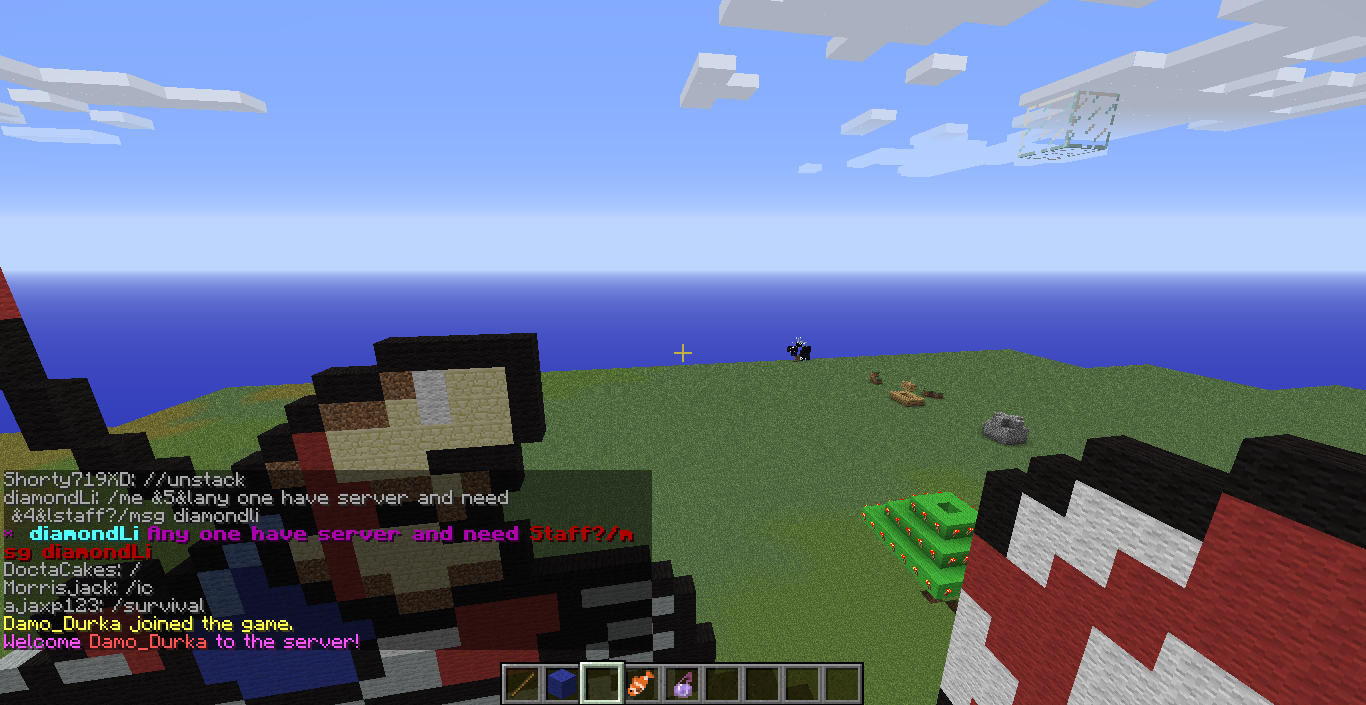 Shorty719XD: //unstack
diamondLi: /me &5&lany one have server and need
&4&lstaff?/msg diamondli
* diamondLi Any one have server and need Staff?/m
sg diamondLi
DoctaCakes: /
Morrisjack: /ic
ajaxp123: /survival
Damo_Durka joined the game.
Welcome Damo_Durka to the server!